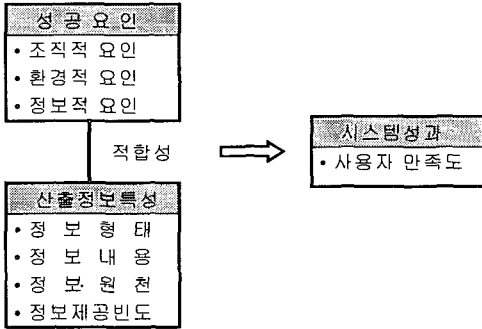 성공요인
• 조직적 요인
• 환경적 요인
• 정보적 요인
적합성
시스템성과
• 사용자 만족도
산출정보특성
• 정 보 형 태
• 정 보 내 용
• 정 보 원 천
• 정보제공빈도